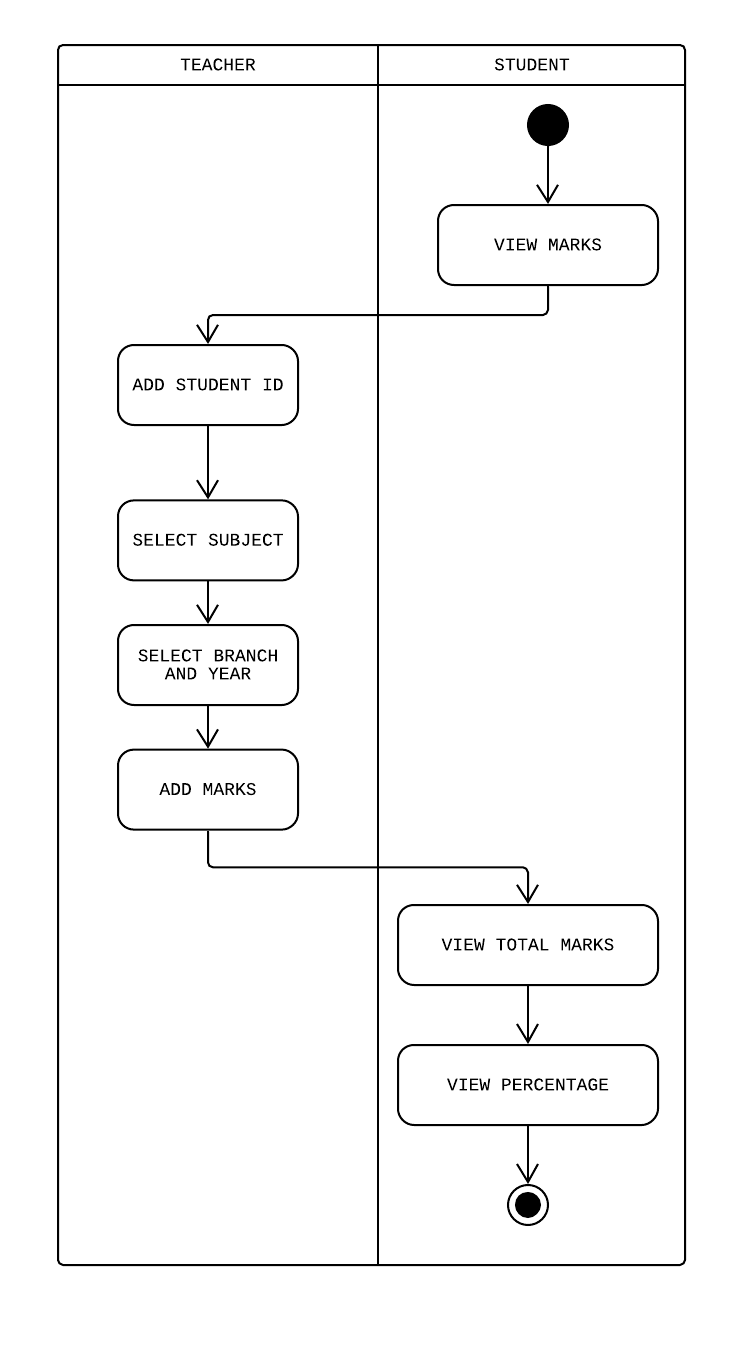 TEACHER
STUDENT
VIEW MARKS
ADD STUDENT ID
SELECT SUBJECT
SELECT BRANCH
AND YEAR
ADD MARKS
VIEW TOTAL MARKS
VIEW PERCENTAGE